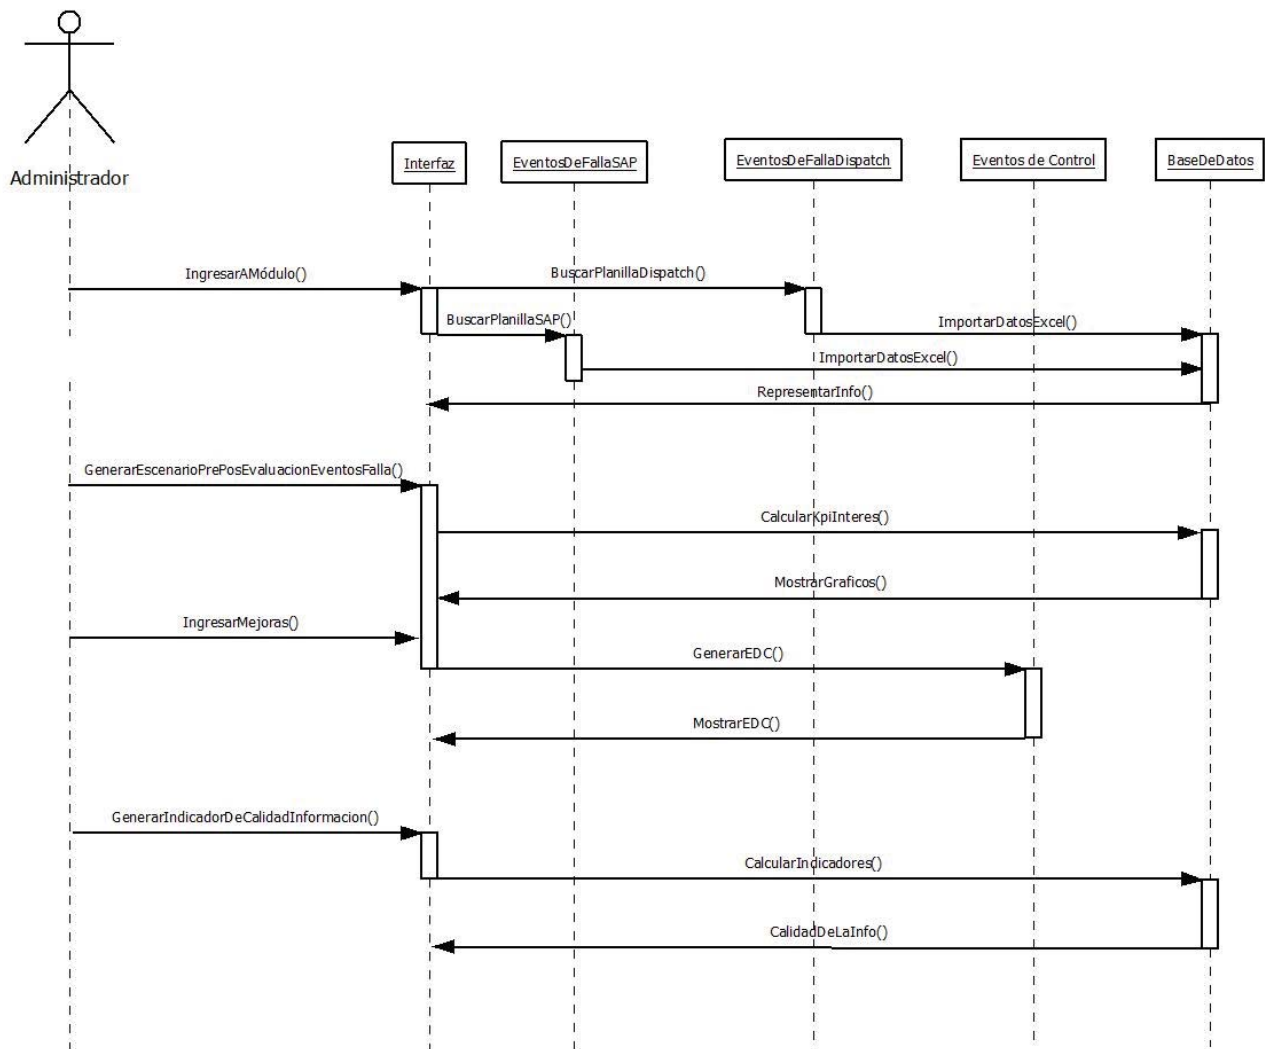 Administrador
Interfaz
EventosDeFallaSAP
EventosDeFallaDispatch
Eventos de Control
BaseDeDatos
IngresarAMódulo()
BuscarPlanillaDispatch()
BuscarPlanillaSAP()
ImportarDatosExcel()
ImportarDatosExcel()
RepresentarInfo()
GenerarEscenarioPrePosEvaluacionEventosFalla()
CalcularKpiInteres()
MostrarGraficos()
IngresarMejoras()
GenerarEDC()
MostrarEDC()
GenerarIndicadorDeCalidadInformacion()
CalcularIndicadores()
CalidadDeLaInfo()